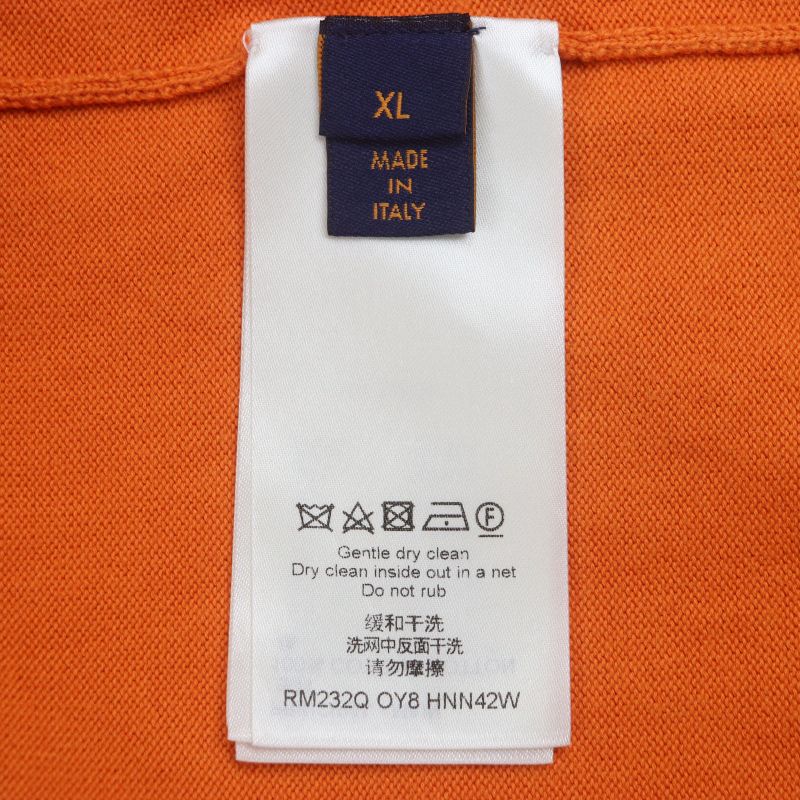 XL
MADE
IN
ITALY
F
Gentle dry clean
Dry clean inside out in a net
Do not rub
缓和干洗
洗网中反面干洗
请勿摩擦
RM232Q OY8 HNN42W